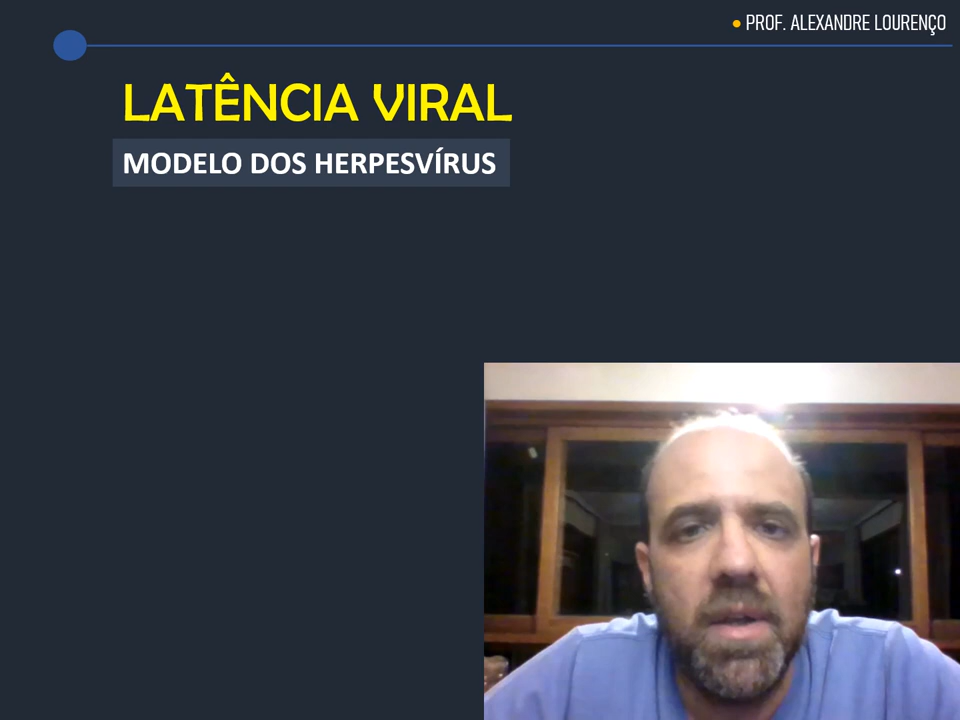 • PROF. ALEXANDRE LOURENÇO
LATÊNCIA VIRAL
MODELO DOS HERPESVÍRUS